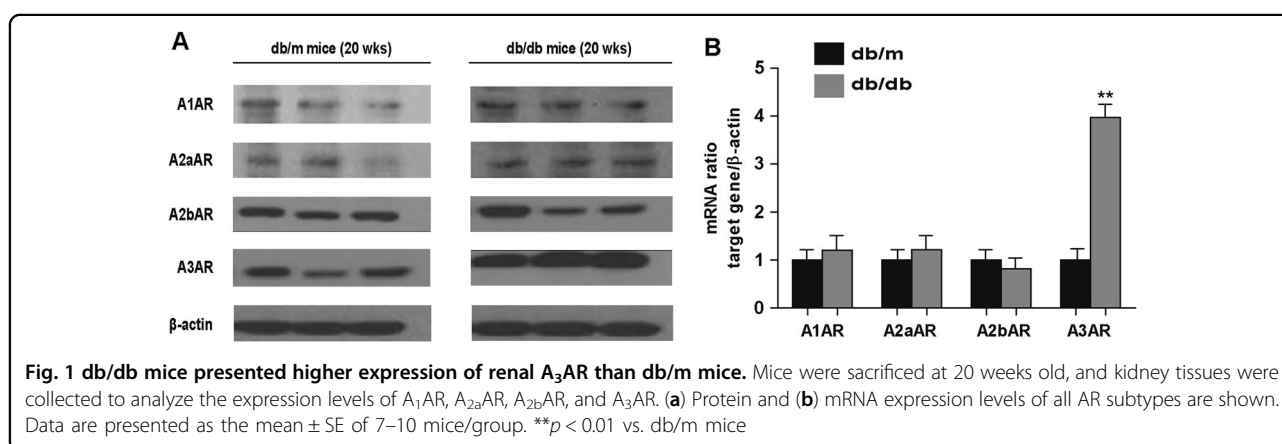 A
db/m mice (20 wks)
db/db mice (20 wks)
A1AR
A2aAR
A2bAR
A3AR
β-actin
B
db/m
db/db
mRNA ratio
target gene/β-actin
5
4
3
2
1
0
**
A1AR
A2aAR
A2bAR
A3AR
Fig. 1 db/db mice presented higher expression of renal A₃AR than db/m mice. Mice were sacrificed at 20 weeks old, and kidney tissues were
collected to analyze the expression levels of A₁AR, A₂ₐAR, A₂bAR, and A₃AR. (a) Protein and (b) mRNA expression levels of all AR subtypes are shown.
Data are presented as the mean ± SE of 7–10 mice/group. **p < 0.01 vs. db/m mice